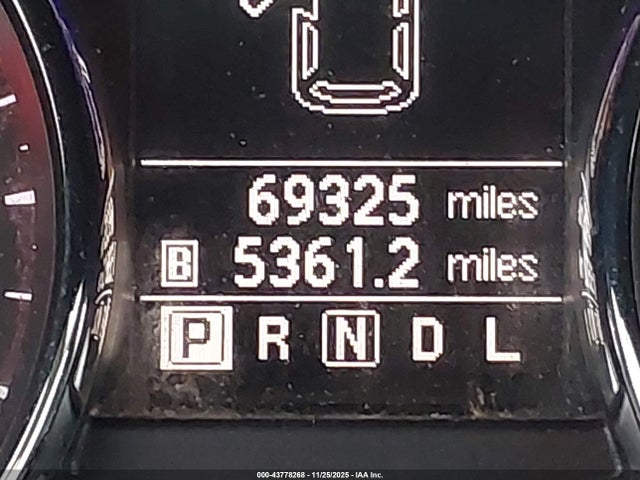 69325 miles
B 5361.2 miles
P R N D L
000-43778268 - 11/25/2025 - IAA Inc.